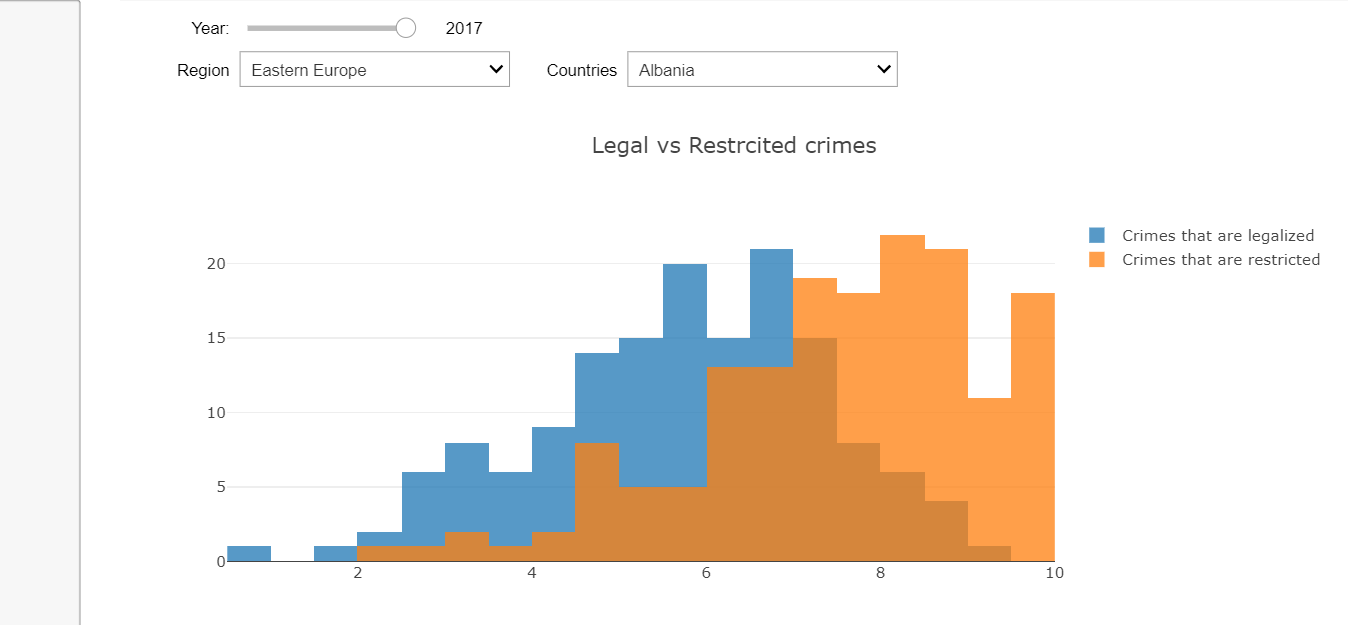 Year: 2017
Region Eastern Europe Countries Albania
Legal vs Restrcited crimes
Crimes that are legalized
Crimes that are restricted
20
15
10
5
0
2 4 6 8 10